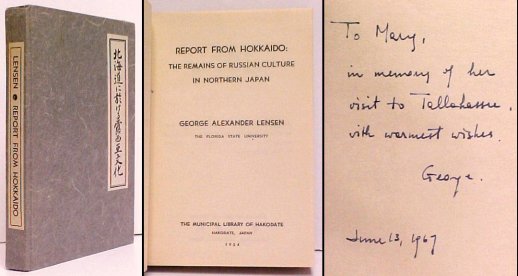 LENSEN ● REPORT FROM HOKKAIDO
北海道に於ける露西亜文化
REPORT FROM HOKKAIDO:
THE REMAINS OF RUSSIAN CULTURE
IN NORTHERN JAPAN
GEORGE ALEXANDER LENSEN
THE FLORIDA STATE UNIVERSITY
THE MUNICIPAL LIBRARY OF HAKODATE
HAKODATE, JAPAN
1954
To Mary,
in memory of her
visit to Tallahassee,
with warmest wishes.
George.
June 13, 1967